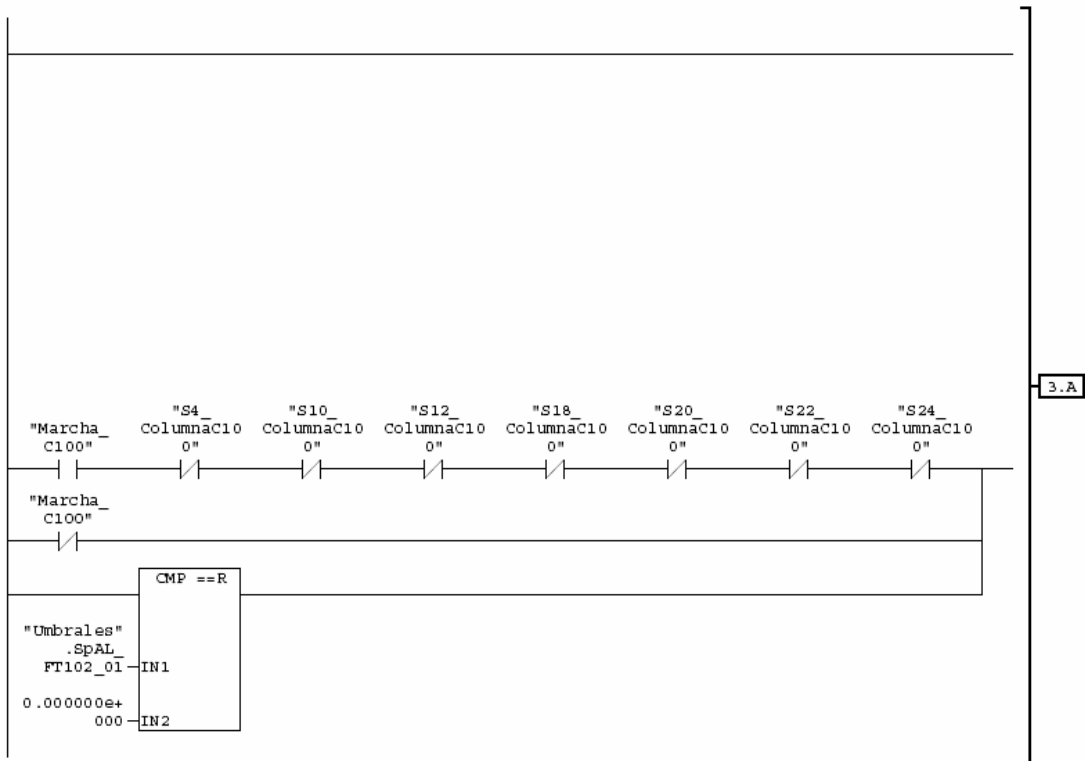 3.A
"Marcha_
C100"
"S4_
ColumnaC10
0"
"S10_
ColumnaC10
0"
"S12_
ColumnaC10
0"
"S18_
ColumnaC10
0"
"S20_
ColumnaC10
0"
"S22_
ColumnaC10
0"
"S24_
ColumnaC10
0"
"Marcha_
C100"
CMP ==R
"Umbrales"
.SpAL_
FT102_01
IN1
0.000000e+
000
IN2